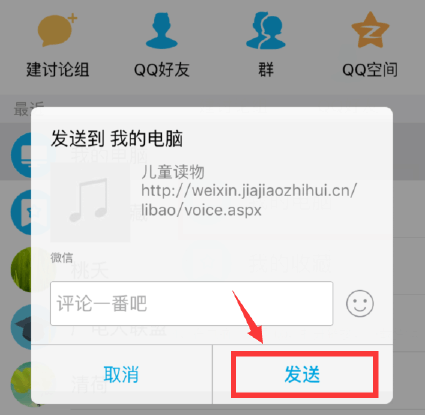 建讨论组
QQ好友
群
QQ空间
最近
发送到 我的电脑
儿童读物
http://weixin.jiajiaozhihui.cn/
libao/voice.aspx
微信
评论一番吧
取消
发送